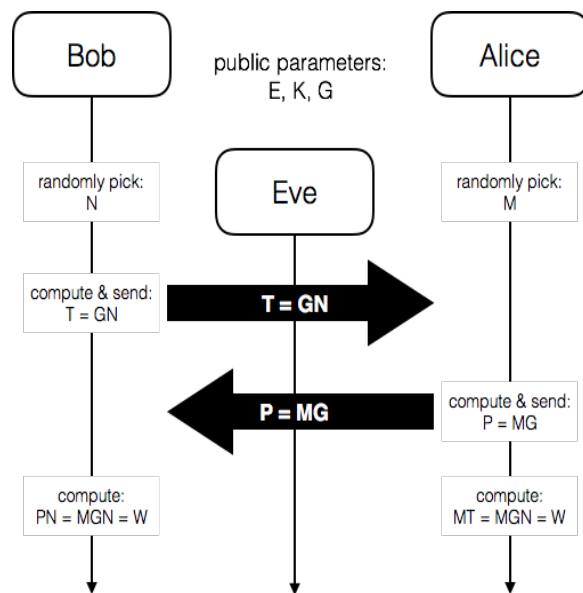 Bob
public parameters:
E, K, G
Alice
randomly pick:
N
Eve
randomly pick:
M
compute & send:
T = GN
T = GN
P = MG
compute & send:
P = MG
compute:
PN = MGN = W
compute:
MT = MGN = W